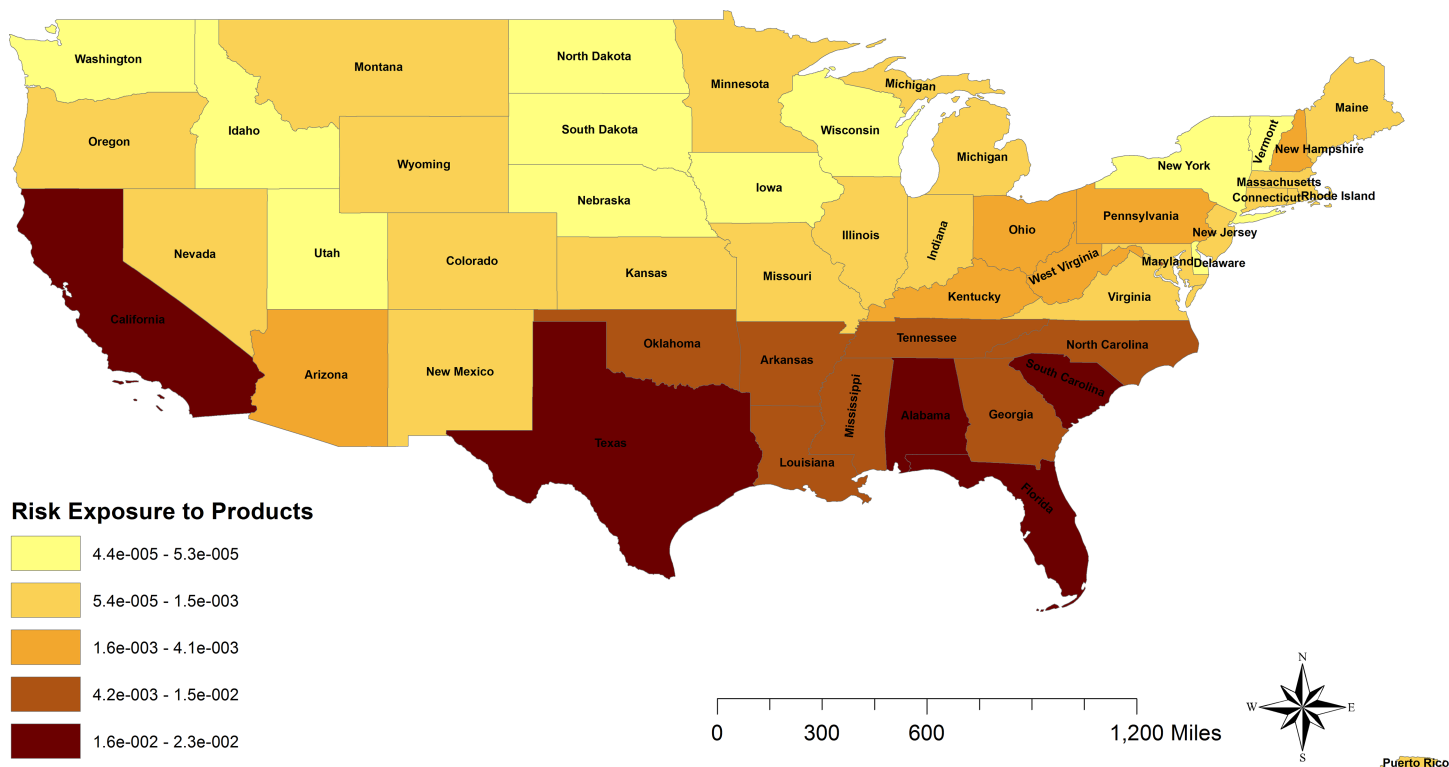 Washington
Montana
North Dakota
Minnesota
Michigan
Maine
Oregon
Idaho
Wyoming
South Dakota
Wisconsin
Michigan
New York
Vermont
New Hampshire
Massachusetts
Connecticut
Rhode Island
Nebraska
Iowa
Pennsylvania
New Jersey
Nevada
Utah
Colorado
Kansas
Missouri
Illinois
Indiana
Ohio
West Virginia
Maryland
Delaware
Kentucky
Virginia
California
Arizona
New Mexico
Oklahoma
Arkansas
Tennessee
North Carolina
South Carolina
Texas
Louisiana
Mississippi
Alabama
Georgia
Florida
Risk Exposure to Products
4.4e-005 - 5.3e-005
5.4e-005 - 1.5e-003
1.6e-003 - 4.1e-003
4.2e-003 - 1.5e-002
1.6e-002 - 2.3e-002
0 300 600 1,200 Miles
N
W E
S
Puerto Rico